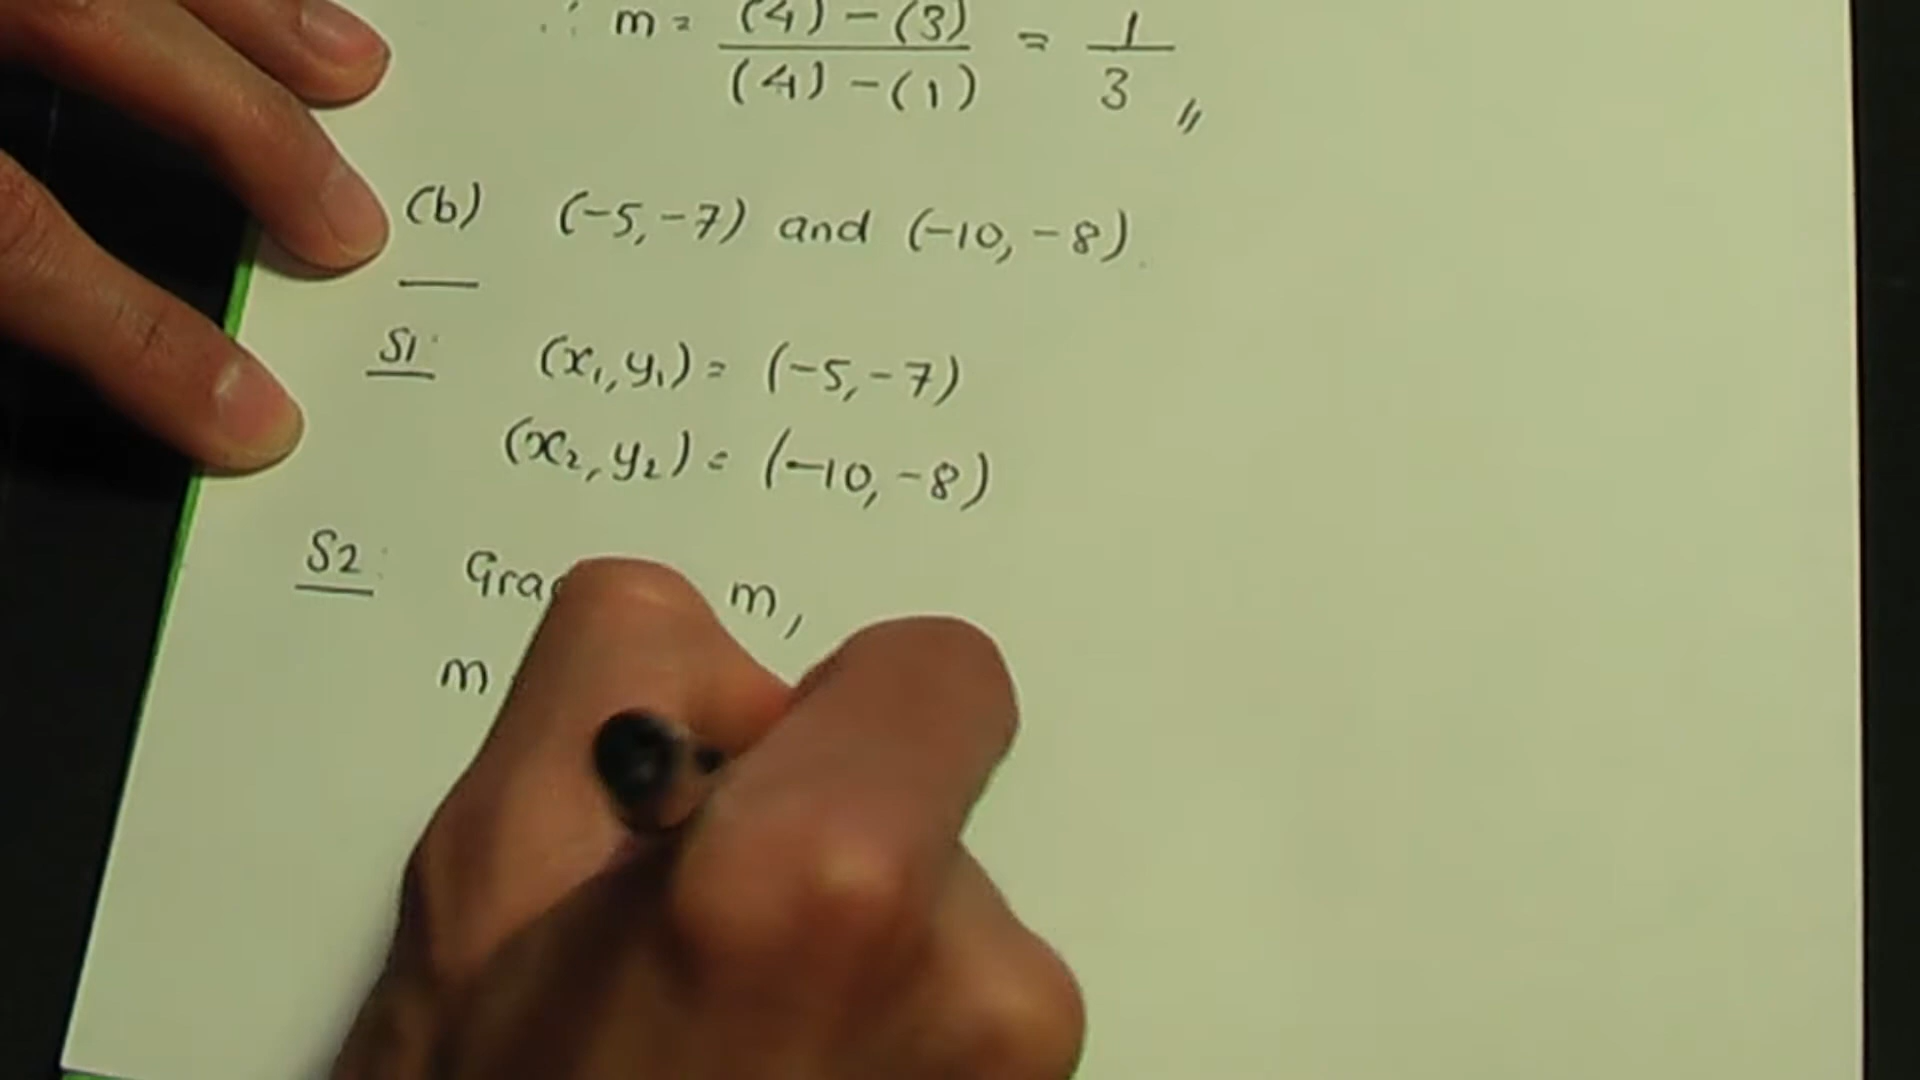 ∴ m = (4) - (3) / (4) - (1) = 1 / 3 〃
(b) (-5, -7) and (-10, -8).
S1: (x₁, y₁) = (-5, -7)
(x₂, y₂) = (-10, -8)
S2: m,
m